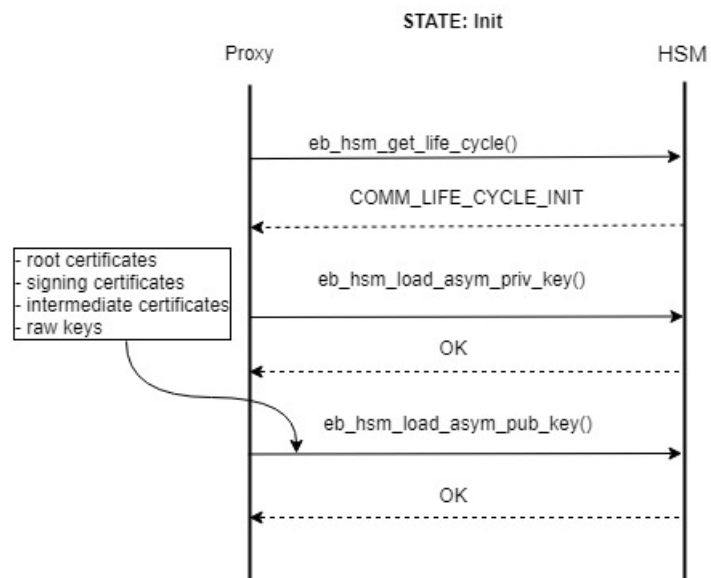 STATE: Init
Proxy
HSM
eb_hsm_get_life_cycle()
COMM_LIFE_CYCLE_INIT
- root certificates
- signing certificates
- intermediate certificates
- raw keys
eb_hsm_load_asym_priv_key()
OK
eb_hsm_load_asym_pub_key()
OK